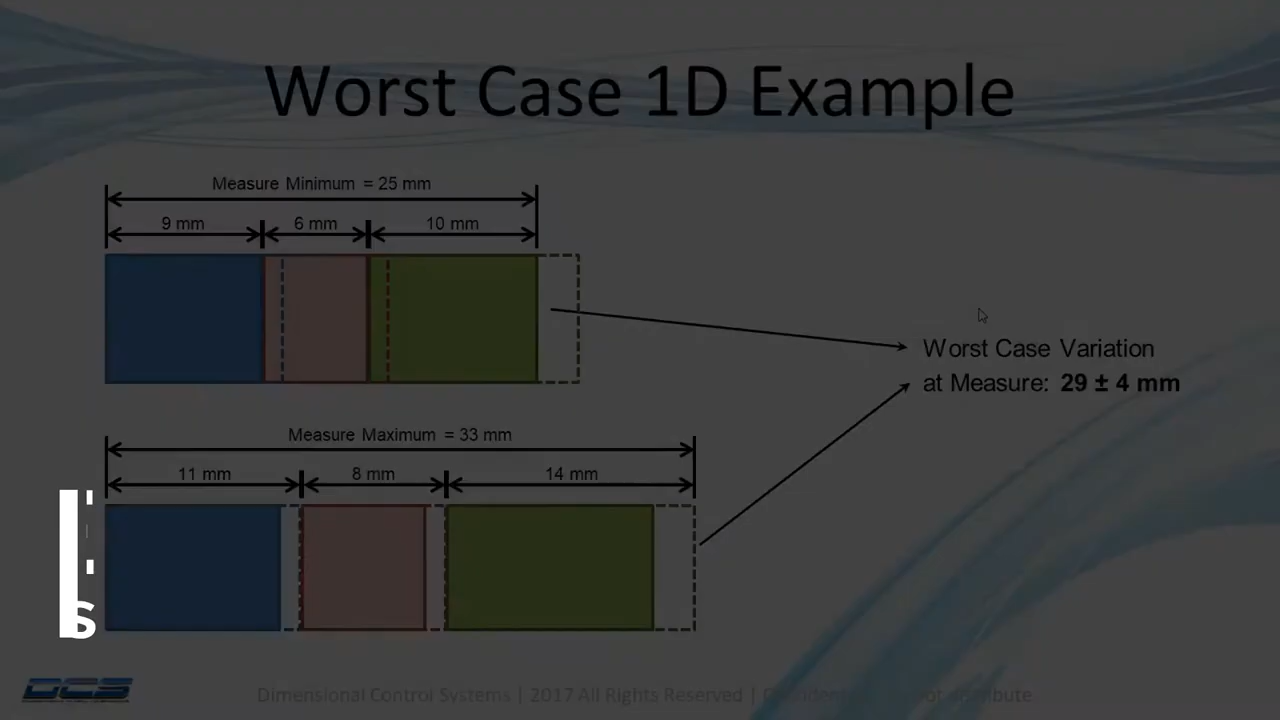 Worst Case 1D Example
Measure Minimum = 25 mm
9 mm 6 mm 10 mm
Worst Case Variation
at Measure: 29 ± 4 mm
Measure Maximum = 33 mm
11 mm 8 mm 14 mm
s
DCS
Dimensional Control Systems | 2017 All Rights Reserved |